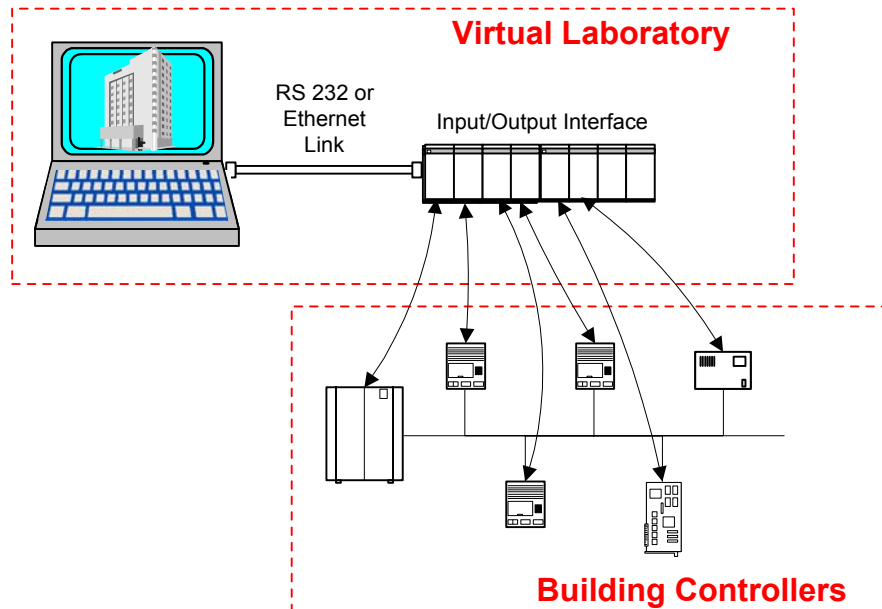 Virtual Laboratory
RS 232 or
Ethernet
Link
Input/Output Interface
Building Controllers